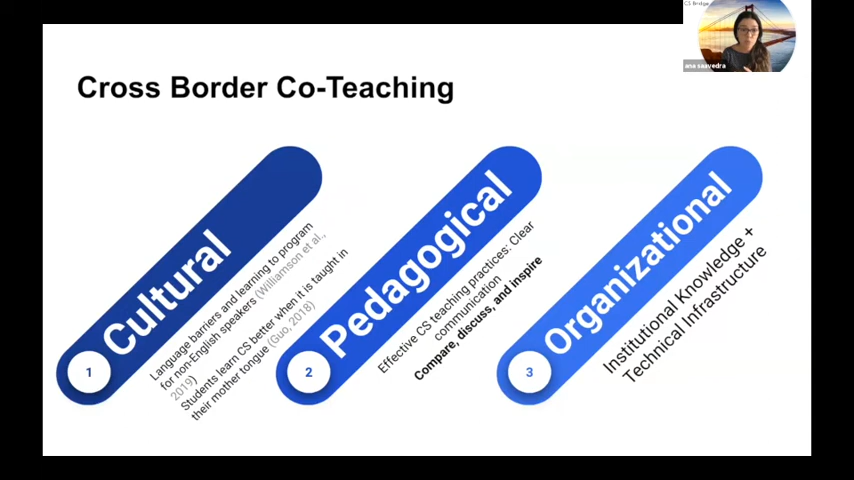 CS Bridge
ana saavedra
Cross Border Co-Teaching
1
Cultural
Language barriers and learning to program
for non-English speakers (Williamson et al.,
2019)
Students learn CS better when it is taught in
their mother tongue (Guo, 2018)
2
Pedagogical
Effective CS teaching practices: Clear
communication
Compare, discuss, and inspire
3
Organizational
Institutional Knowledge +
Technical Infrastructure